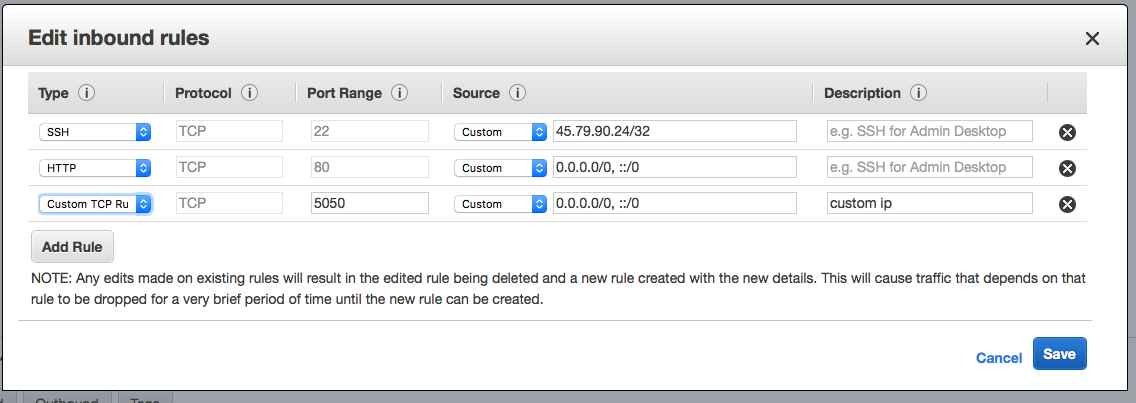 Edit inbound rules
Type Protocol Port Range Source Description
SSH TCP 22 Custom 45.79.90.24/32 e.g. SSH for Admin Desktop
HTTP TCP 80 Custom 0.0.0.0/0, ::/0 e.g. SSH for Admin Desktop
Custom TCP Ru TCP 5050 Custom 0.0.0.0/0, ::/0 custom ip
Add Rule
NOTE: Any edits made on existing rules will result in the edited rule being deleted and a new rule created with the new details. This will cause traffic that depends on that
rule to be dropped for a very brief period of time until the new rule can be created.
Cancel Save
Outbound Tags